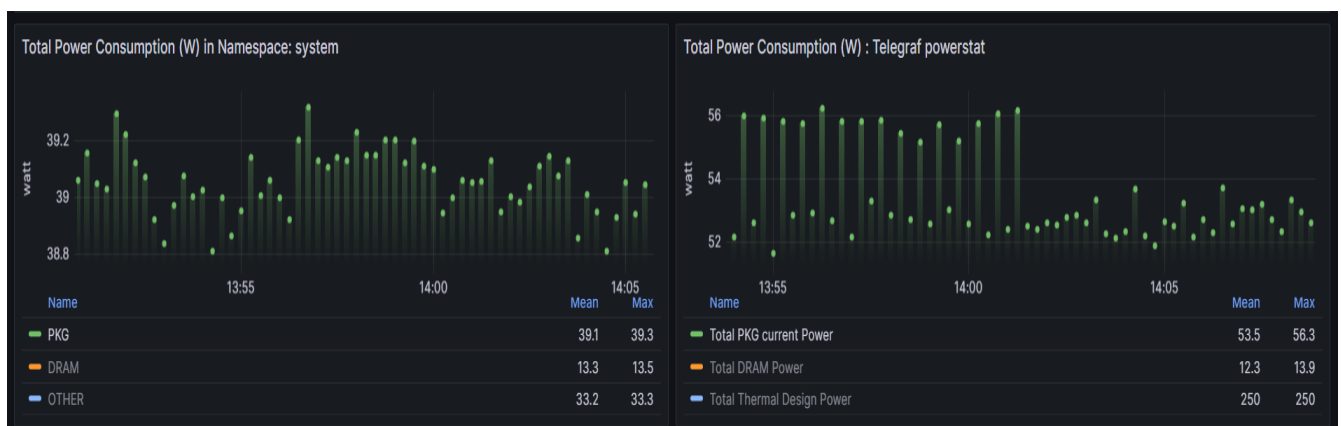 Total Power Consumption (W) in Namespace: system
watt
39.2
39
38.8
13:55 14:00 14:05
Name Mean Max
PKG 39.1 39.3
DRAM 13.3 13.5
OTHER 33.2 33.3
Total Power Consumption (W) : Telegraf powerstat
watt
56
54
52
13:55 14:00 14:05
Name Mean Max
Total PKG current Power 53.5 56.3
Total DRAM Power 12.3 13.9
Total Thermal Design Power 250 250